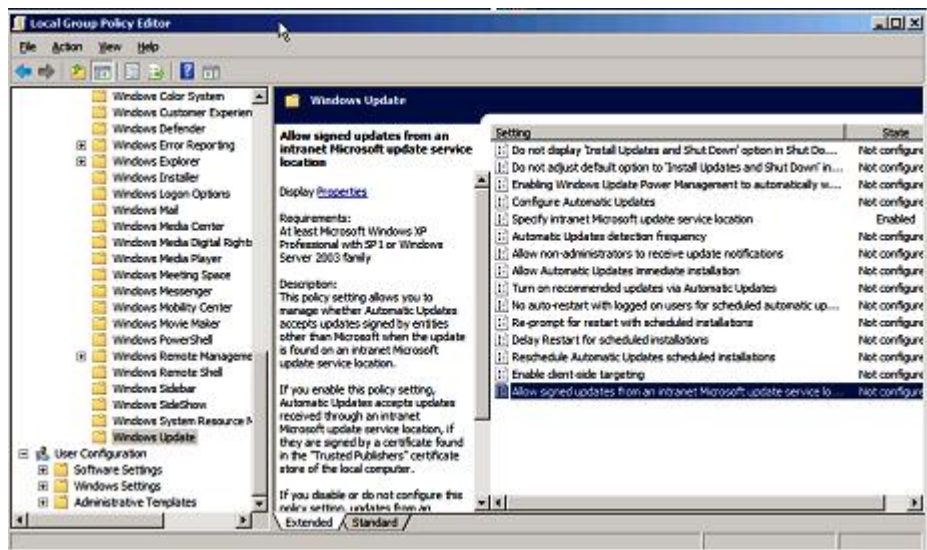 Local Group Policy Editor
File Action View Help
Windows Color System
Windows Customer Experien
Windows Defender
Windows Error Reporting
Windows Explorer
Windows Installer
Windows Logon Options
Windows Mail
Windows Media Center
Windows Media Digital Rights
Windows Media Player
Windows Meeting Space
Windows Messenger
Windows Mobility Center
Windows Movie Maker
Windows PowerShell
Windows Remote Manageme
Windows Remote Shell
Windows Sidebar
Windows SideShow
Windows System Resource M
Windows Update
User Configuration
Software Settings
Windows Settings
Administrative Templates
Windows Update
Allow signed updates from an
intranet Microsoft update service
location
Display Properties
Requirements:
At least Microsoft Windows XP
Professional with SP1 or Windows
Server 2003 family
Description:
This policy setting allows you to
manage whether Automatic Updates
accepts updates signed by entities
other than Microsoft when the update
is found on an intranet Microsoft
update service location.
If you enable this policy setting,
Automatic Updates accepts updates
received through an intranet
Microsoft update service location, if
they are signed by a certificate found
in the "Trusted Publishers" certificate
store of the local computer.
If you disable or do not configure this
policy setting, updates from an
Setting State
Do not display 'Install Updates and Shut Down' option in Shut Do.... Not configure
Do not adjust default option to 'Install Updates and Shut Down' in... Not configure
Enabling Windows Update Power Management to automatically w.... Not configure
Configure Automatic Updates Not configure
Specify intranet Microsoft update service location Enabled
Automatic Updates detection frequency Not configure
Allow non-administrators to receive update notifications Not configure
Allow Automatic Updates immediate installation Not configure
Turn on recommended updates via Automatic Updates Not configure
No auto-restart with logged on users for scheduled automatic up.... Not configure
Re-prompt for restart with scheduled installations Not configure
Delay Restart for scheduled installations Not configure
Reschedule Automatic Updates scheduled installations Not configure
Enable client-side targeting Not configure
Allow signed updates from an intranet Microsoft update service lo... Not configure
Extended Standard